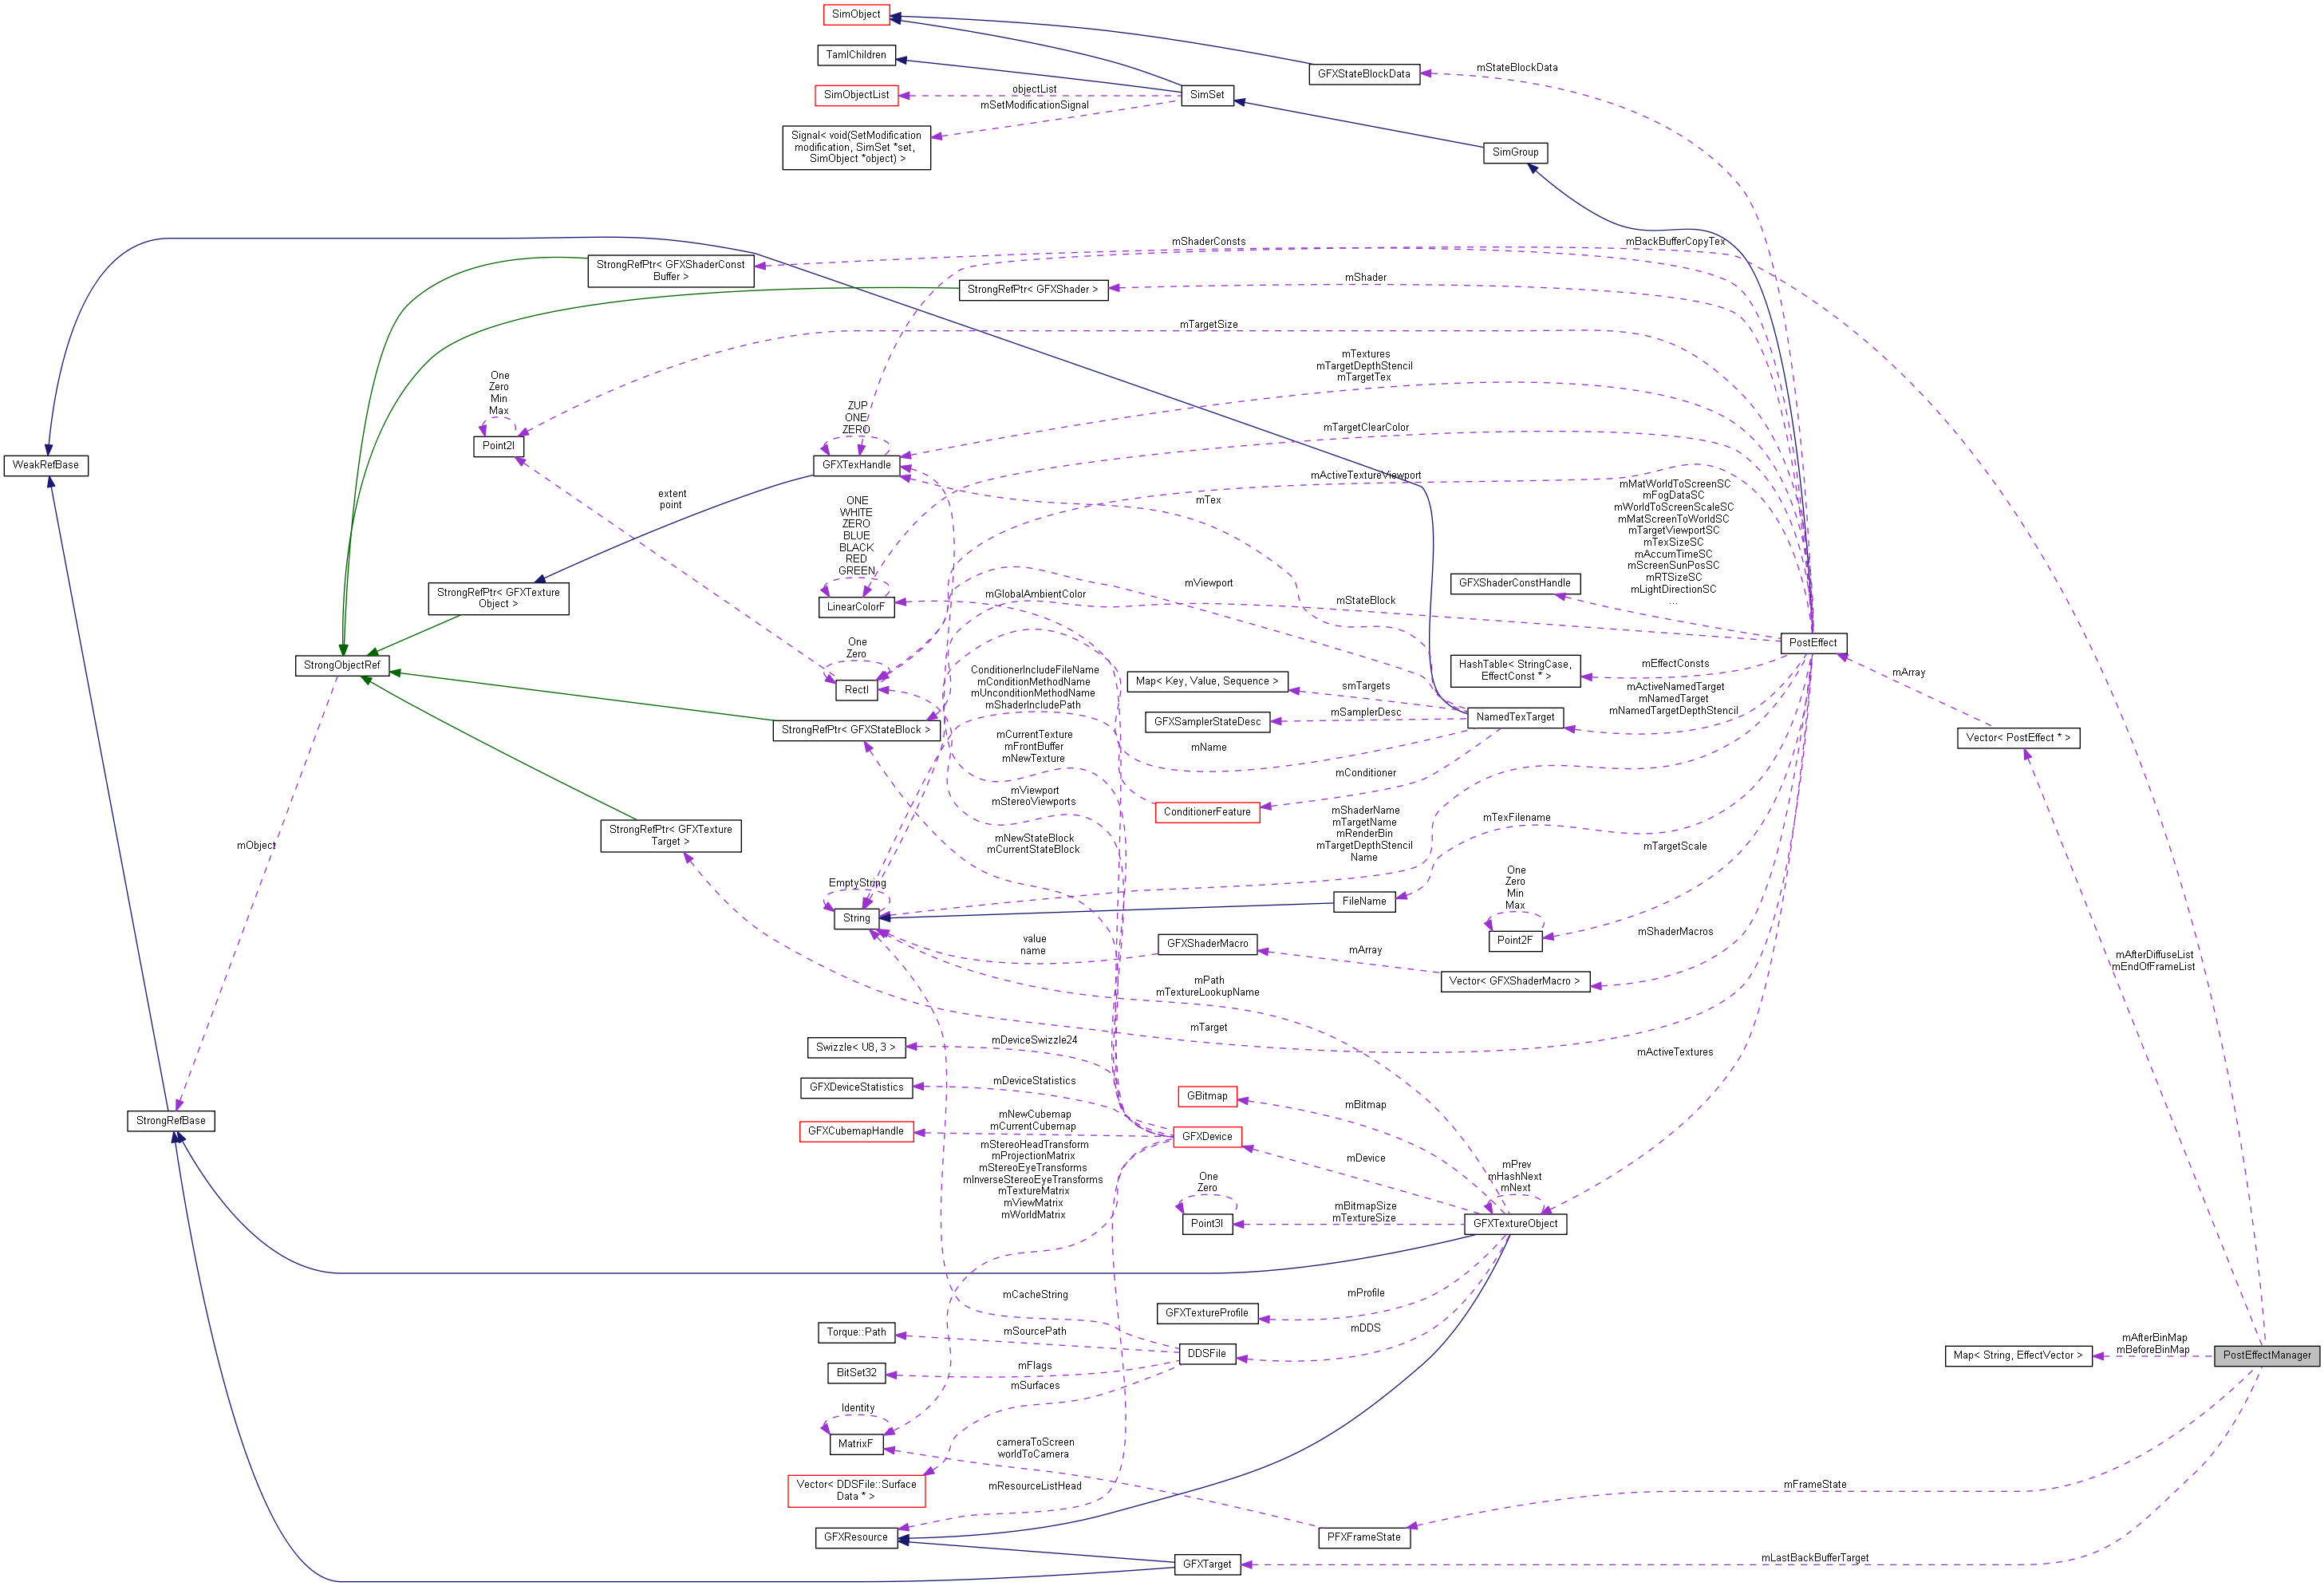 SimObject
TamlChildren
SimObjectList
Signal< void(SetModification
modification, SimSet *set,
SimObject *object) >
objectList
mSetModificationSignal
SimSet
GFXStateBlockData
mStateBlockData
SimGroup
StrongRefPtr< GFXShaderConst
Buffer >
mShaderConsts
mBackBufferCopyTex
StrongRefPtr< GFXShader >
mShader
mTargetSize
One
Zero
Min
Max
Point2I
mTextures
mTargetDepthStencil
mTargetTex
ZUP
ONE
ZERO
GFXTexHandle
WeakRefBase
mTargetClearColor
mActiveTextureViewport
extent
point
mTex
ONE
WHITE
ZERO
BLUE
BLACK
RED
GREEN
LinearColorF
mMatWorldToScreenSC
mFogDataSC
mWorldToScreenScaleSC
mMatScreenToWorldSC
mTargetViewportSC
mTexSizeSC
mAccumTimeSC
mScreenSunPosSC
mRTSizeSC
mLightDirectionSC
...
GFXShaderConstHandle
StrongRefPtr< GFXTexture
Object >
mGlobalAmbientColor
mViewport
mStateBlock
PostEffect
StrongObjectRef
One
Zero
RectI
ConditionerIncludeFileName
mConditionMethodName
mUnconditionMethodName
mShaderIncludePath
Map< Key, Value, Sequence >
smTargets
HashTable< StringCase,
EffectConst * >
mEffectConsts
mArray
mActiveNamedTarget
mNamedTarget
mNamedTargetDepthStencil
GFXSamplerStateDesc
mSamplerDesc
NamedTexTarget
StrongRefPtr< GFXStateBlock >
mCurrentTexture
mFrontBuffer
mNewTexture
mName
Vector< PostEffect * >
mConditioner
mViewport
mStereoViewports
ConditionerFeature
mShaderName
mTargetName
mRenderBin
mTargetDepthStencil
Name
mTexFilename
StrongRefPtr< GFXTexture
Target >
mObject
mNewStateBlock
mCurrentStateBlock
mTargetScale
One
Zero
Min
Max
Point2F
EmptyString
String
FileName
value
name
GFXShaderMacro
mArray
Vector< GFXShaderMacro >
mShaderMacros
mAfterDiffuseList
mEndOfFrameList
mPath
mTextureLookupName
mTarget
Swizzle< U8, 3 >
mDeviceSwizzle24
mActiveTextures
GFXDeviceStatistics
mDeviceStatistics
GBitmap
mBitmap
StrongRefBase
GFXCubemapHandle
mNewCubemap
mCurrentCubemap
GFXDevice
mDevice
mStereoHeadTransform
mProjectionMatrix
mStereoEyeTransforms
mInverseStereoEyeTransforms
mTextureMatrix
mViewMatrix
mWorldMatrix
mPrev
mHashNext
mNext
One
Zero
Point3I
mBitmapSize
mTextureSize
GFXTextureObject
mCacheString
GFXTextureProfile
mProfile
Torque::Path
mSourcePath
DDSFile
mDDS
BitSet32
mFlags
mSurfaces
Map< String, EffectVector >
mAfterBinMap
mBeforeBinMap
PostEffectManager
Identity
MatrixF
cameraToScreen
worldToCamera
Vector< DDSFile::Surface
Data * >
mResourceListHead
mFrameState
GFXResource
PFXFrameState
GFXTarget
mLastBackBufferTarget